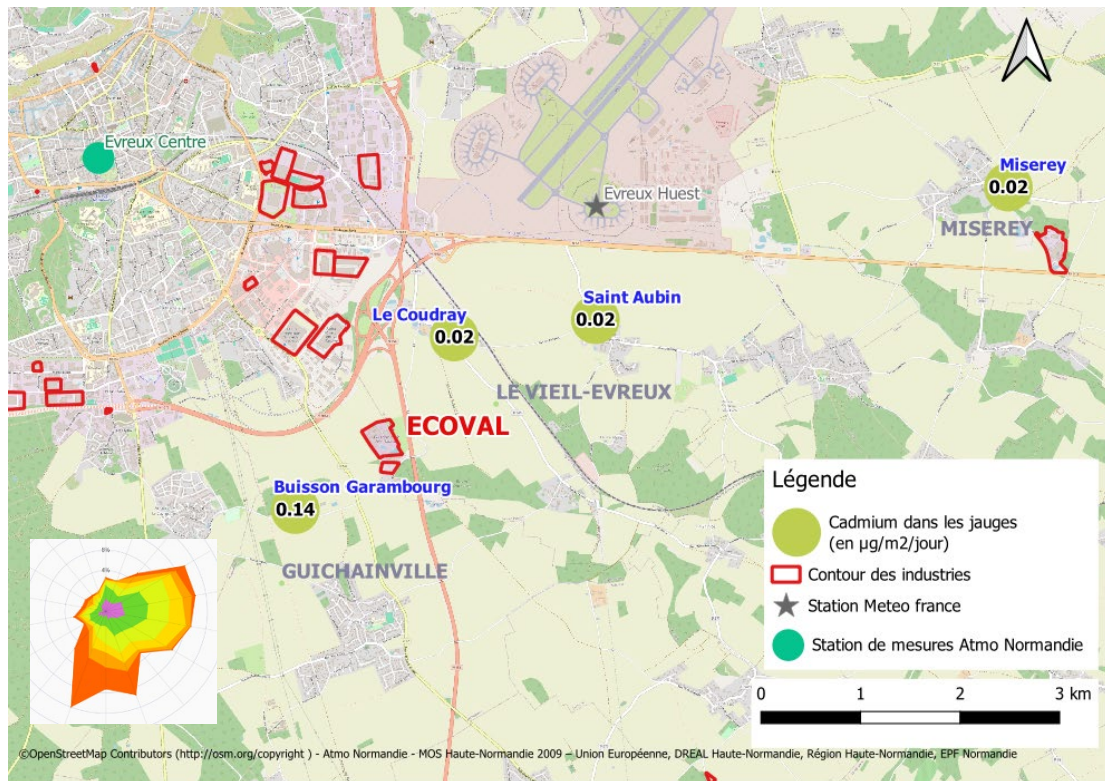 Evreux Centre
Evreux Huest
Miserey
0.02
MISEREY
Saint Aubin
0.02
Le Coudray
0.02
LE VIEIL-EVREUX
ECOVAL
Buisson Garambourg
0.14
GUICHAINVILLE
Légende
Cadmium dans les jauges
(en µg/m2/jour)
Contour des industries
Station Meteo france
Station de mesures Atmo Normandie
0 1 2 3 km
©OpenStreetMap Contributors (http://osm.org/copyright ) - Atmo Normandie - MOS Haute-Normandie 2009 – Union Européenne, DREAL Haute-Normandie, Région Haute-Normandie, EPF Normandie